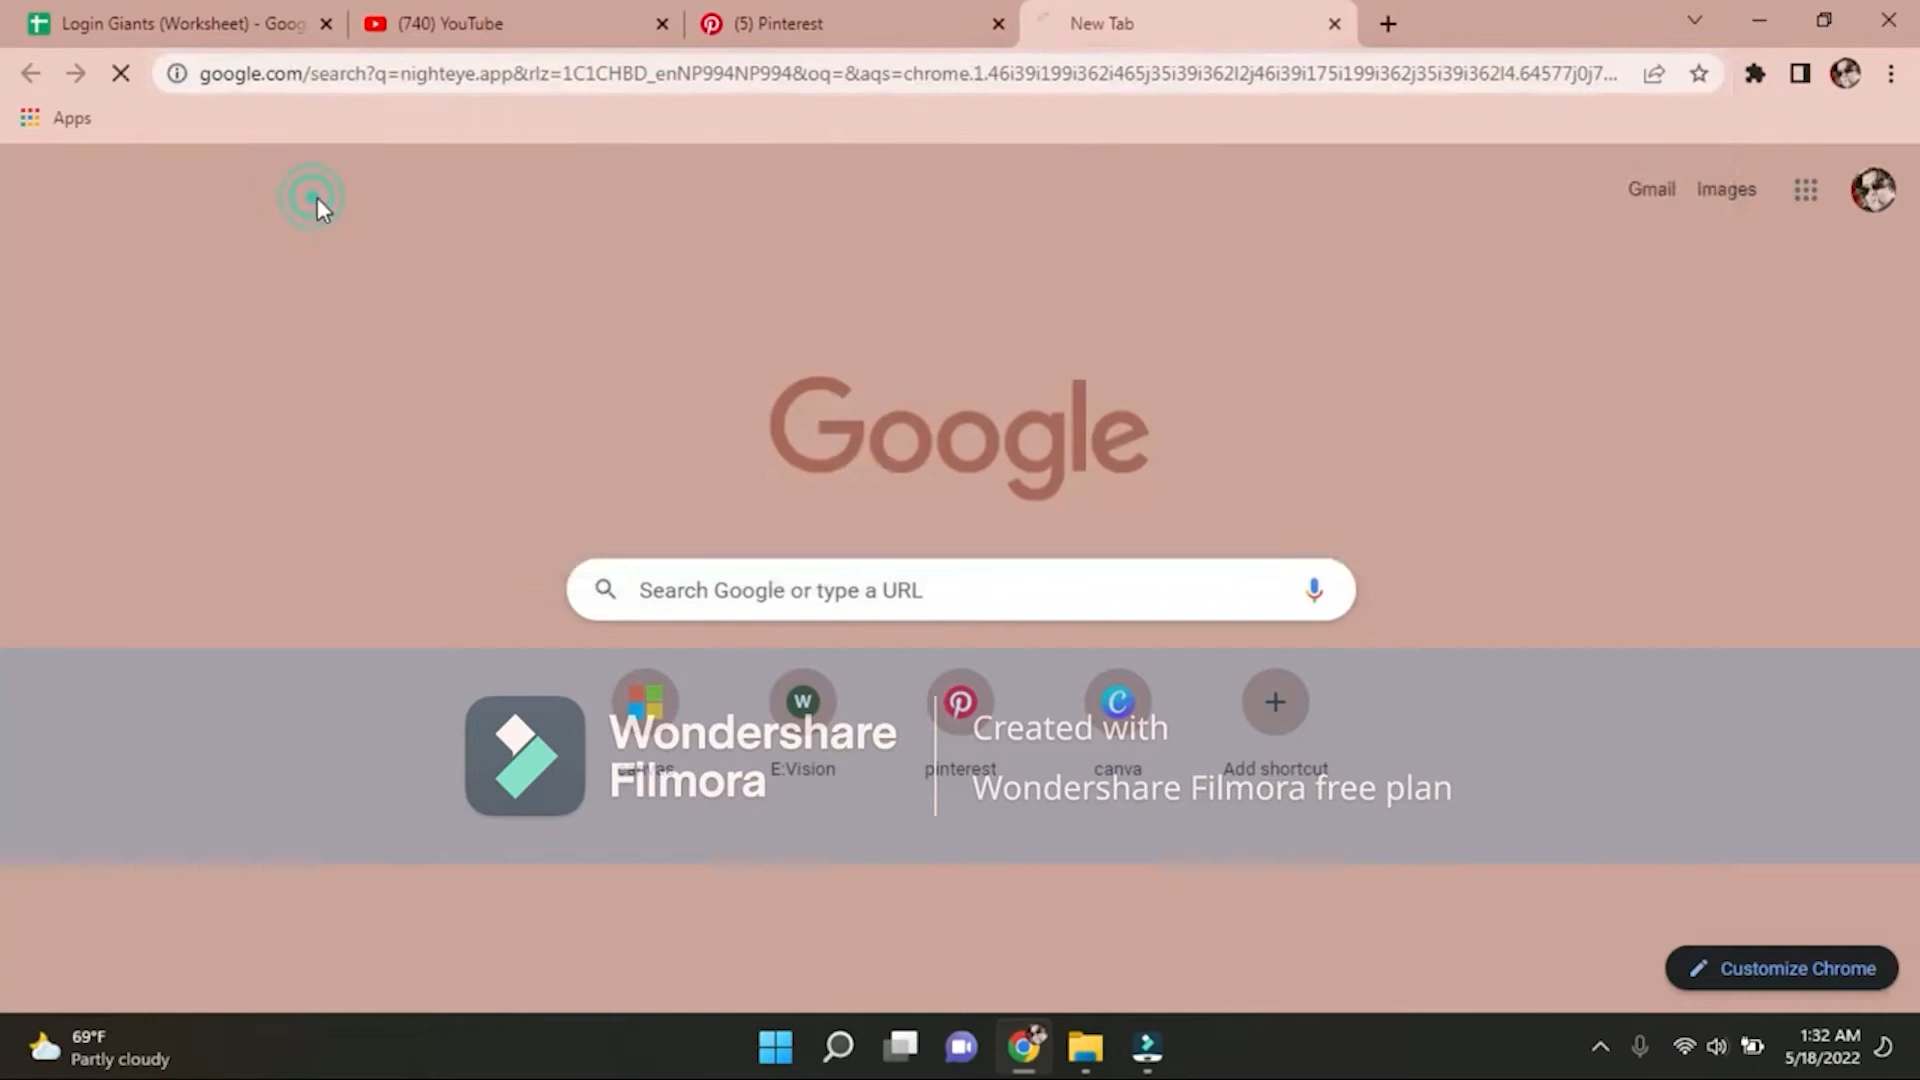 Login Giants (Worksheet) - Goog
(740) YouTube
(5) Pinterest
New Tab
google.com/search?q=nighteye.app&rlz=1C1CHBD_enNP994NP994&oq=&aqs=chrome.1.46i39i199i362i465j35i39i362l2j46i39i175i199i362j35i39i362l4.64577j0j7...
Apps
Gmail
Images
Google
Search Google or type a URL
W
canvas
E:Vision
pinterest
canva
Add shortcut
Wondershare
Filmora
Created with
Wondershare Filmora free plan
Customize Chrome
69°F
Partly cloudy
1:32 AM
5/18/2022